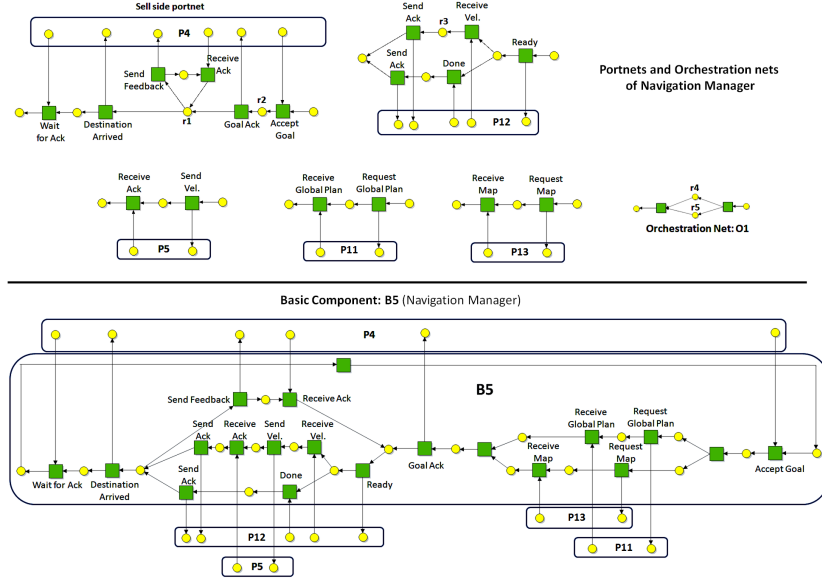 Sell side portnet
P4
Send
Feedback
Receive
Ack
r1
r2
Wait
for Ack
Destination
Arrived
Goal Ack
Accept
Goal
Send
Ack
r3
Receive
Vel.
Ready
Send
Ack
Done
P12
Portnets and Orchestration nets
of Navigation Manager
Receive
Ack
Send
Vel.
P5
Receive
Global Plan
Request
Global Plan
P11
Receive
Map
Request
Map
P13
r4
r5
Orchestration Net: O1
Basic Component: B5 (Navigation Manager)
P4
B5
Send Feedback
Receive Ack
Send
Ack
Receive
Ack
Send
Vel.
Receive
Vel.
Receive
Global Plan
Request
Global Plan
Goal Ack
Receive
Map
Request
Map
Accept Goal
Wait for Ack
Destination
Arrived
Send
Ack
Done
Ready
P12
P13
P5
P11